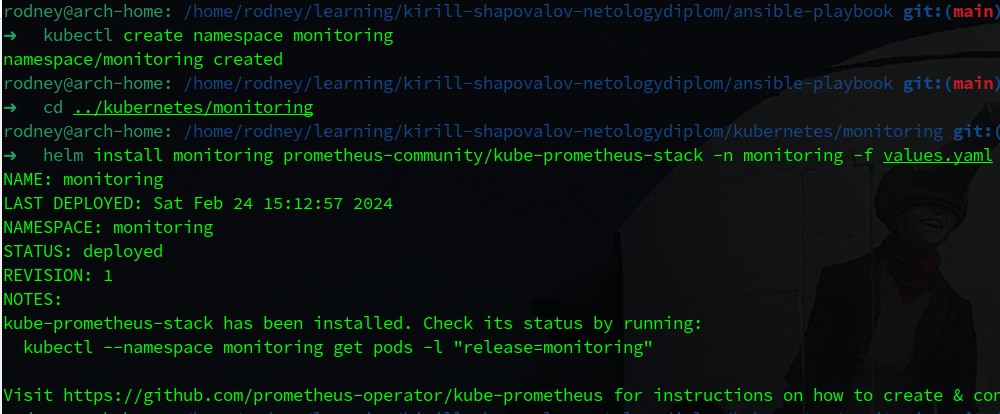 rodney@arch-home: /home/rodney/learning/kirill-shapovalov-netologydiplom/ansible-playbook git:(main)
➜ kubectl create namespace monitoring
namespace/monitoring created
rodney@arch-home: /home/rodney/learning/kirill-shapovalov-netologydiplom/ansible-playbook git:(main)
➜ cd ../kubernetes/monitoring
rodney@arch-home: /home/rodney/learning/kirill-shapovalov-netologydiplom/kubernetes/monitoring git:(
➜ helm install monitoring prometheus-community/kube-prometheus-stack -n monitoring -f values.yaml
NAME: monitoring
LAST DEPLOYED: Sat Feb 24 15:12:57 2024
NAMESPACE: monitoring
STATUS: deployed
REVISION: 1
NOTES:
kube-prometheus-stack has been installed. Check its status by running:
  kubectl --namespace monitoring get pods -l "release=monitoring"
Visit https://github.com/prometheus-operator/kube-prometheus for instructions on how to create & co